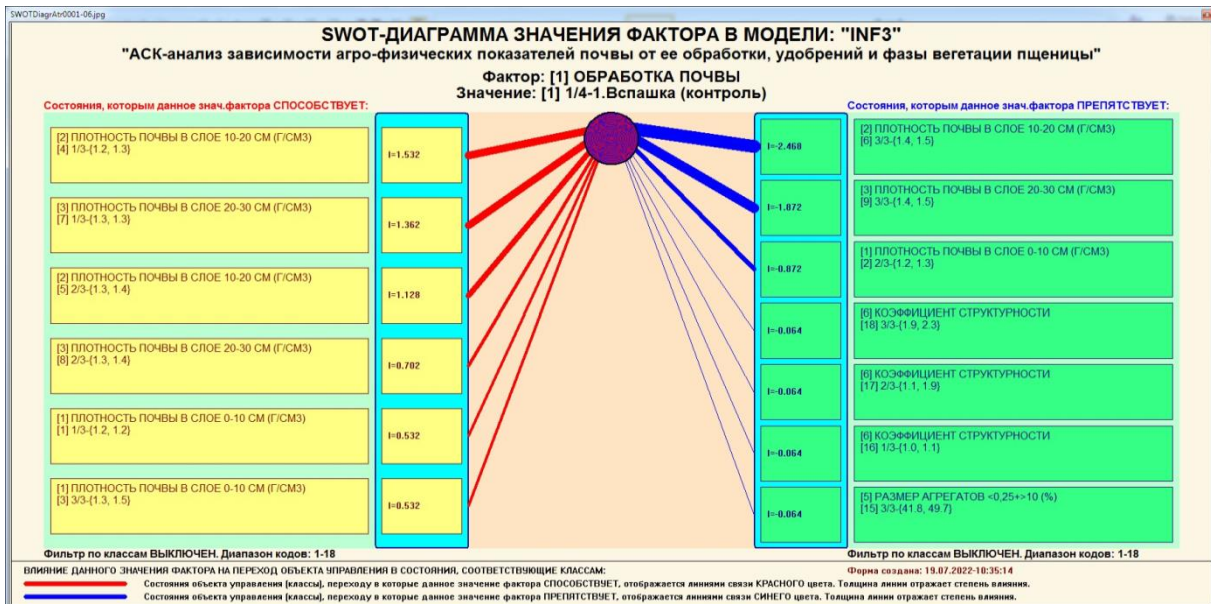 SWOTDiagrAtr0001-06.jpg
SWOT-ДИАГРАММА ЗНАЧЕНИЯ ФАКТОРА В МОДЕЛИ: "INF3"
"АСК-анализ зависимости агро-физических показателей почвы от ее обработки, удобрений и фазы вегетации пщеницы"
Фактор: [1] ОБРАБОТКА ПОЧВЫ
Значение: [1] 1/4-1.Вспашка (контроль)
Состояния, которым данное знач.фактора СПОСОБСТВУЕТ:
[2] ПЛОТНОСТЬ ПОЧВЫ В СЛОЕ 10-20 СМ (Г/СМ3)
[4] 1/3-{1.2, 1.3}
I=1.532
[3] ПЛОТНОСТЬ ПОЧВЫ В СЛОЕ 20-30 СМ (Г/СМ3)
[7] 1/3-{1.3, 1.3}
I=1.362
[2] ПЛОТНОСТЬ ПОЧВЫ В СЛОЕ 10-20 СМ (Г/СМ3)
[5] 2/3-{1.3, 1.4}
I=1.128
[3] ПЛОТНОСТЬ ПОЧВЫ В СЛОЕ 20-30 СМ (Г/СМ3)
[8] 2/3-{1.3, 1.4}
I=0.702
[1] ПЛОТНОСТЬ ПОЧВЫ В СЛОЕ 0-10 СМ (Г/СМ3)
[1] 1/3-{1.2, 1.2}
I=0.532
[1] ПЛОТНОСТЬ ПОЧВЫ В СЛОЕ 0-10 СМ (Г/СМ3)
[3] 3/3-{1.3, 1.5}
I=0.532
Фильтр по классам ВЫКЛЮЧЕН. Диапазон кодов: 1-18
Состояния, которым данное знач.фактора ПРЕПЯТСТВУЕТ:
I=-2.468
[2] ПЛОТНОСТЬ ПОЧВЫ В СЛОЕ 10-20 СМ (Г/СМ3)
[6] 3/3-{1.4, 1.5}
I=-1.872
[3] ПЛОТНОСТЬ ПОЧВЫ В СЛОЕ 20-30 СМ (Г/СМ3)
[9] 3/3-{1.4, 1.5}
I=-0.872
[1] ПЛОТНОСТЬ ПОЧВЫ В СЛОЕ 0-10 СМ (Г/СМ3)
[2] 2/3-{1.2, 1.3}
I=-0.064
[6] КОЭФФИЦИЕНТ СТРУКТУРНОСТИ
[18] 3/3-{1.9, 2.3}
I=-0.064
[6] КОЭФФИЦИЕНТ СТРУКТУРНОСТИ
[17] 2/3-{1.1, 1.9}
I=-0.064
[6] КОЭФФИЦИЕНТ СТРУКТУРНОСТИ
[16] 1/3-{1.0, 1.1}
I=-0.064
[5] РАЗМЕР АГРЕГАТОВ <0,25+>10 (%)
[15] 3/3-{41.8, 49.7}
Фильтр по классам ВЫКЛЮЧЕН. Диапазон кодов: 1-18
ВЛИЯНИЕ ДАННОГО ЗНАЧЕНИЯ ФАКТОРА НА ПЕРЕХОД ОБЪЕКТА УПРАВЛЕНИЯ В СОСТОЯНИЯ, СООТВЕТСТВУЮЩИЕ КЛАССАМ:
Форма создана: 19.07.2022-10:35:14
Состояния объекта управления (классы), переходу в которые данное значение фактора СПОСОБСТВУЕТ, отображается линиями связи КРАСНОГО цвета. Толщина линии отражает степень влияния.
Состояния объекта управления (классы), переходу в которые данное значение фактора ПРЕПЯТСТВУЕТ, отображается линиями связи СИНЕГО цвета. Толщина линии отражает степень влияния.